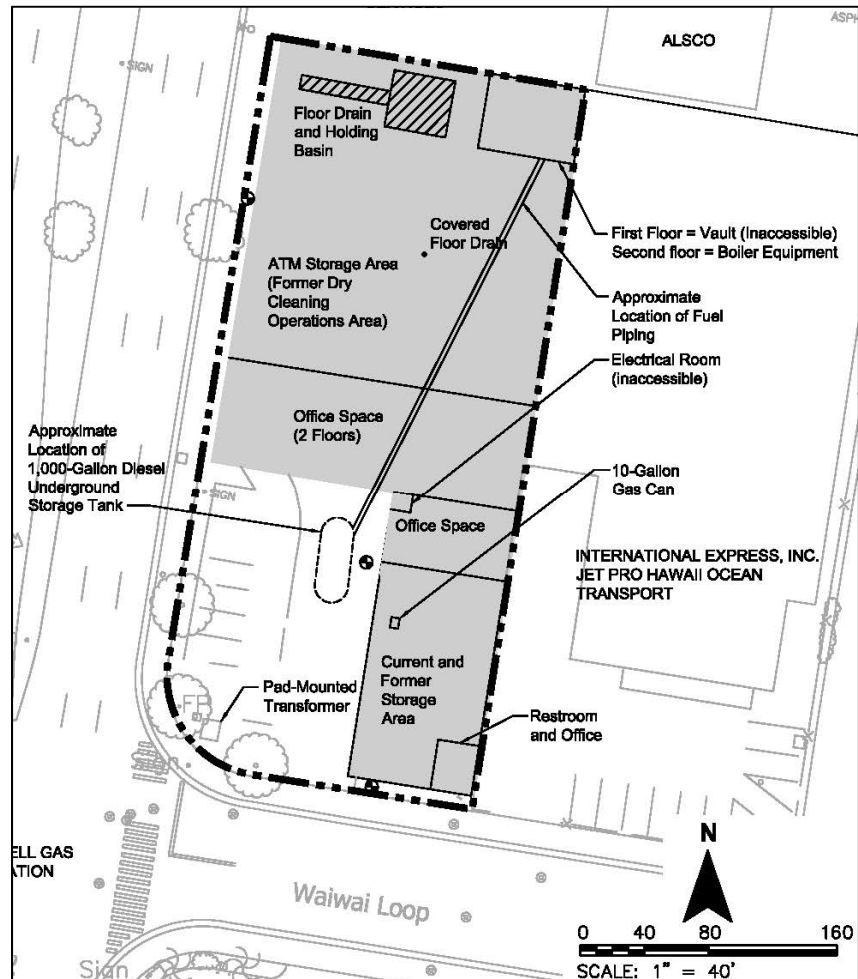 ALSCO
SIGN
Floor Drain
and Holding
Basin
Covered
Floor Drain
First Floor = Vault (Inaccessible)
Second floor = Boiler Equipment
ATM Storage Area
(Former Dry
Cleaning
Operations Area)
Approximate
Location of Fuel
Piping
Electrical Room
(Inaccessible)
Office Space
(2 Floors)
Approximate
Location of
1,000-Gallon Diesel
Underground
Storage Tank
SIGN
10-Gallon
Gas Can
Office Space
INTERNATIONAL EXPRESS, INC.
JET PRO HAWAII OCEAN
TRANSPORT
Current and
Former
Storage
Area
Pad-Mounted
Transformer
Restroom
and Office
ELL GAS
ATION
Waiwai Loop
Sign
N
0 40 80 160
SCALE: 1" = 40'